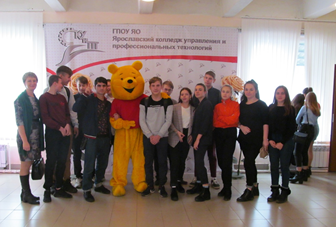 ГПОУ ЯО
Ярославский колледж управления и
профессиональных технологий